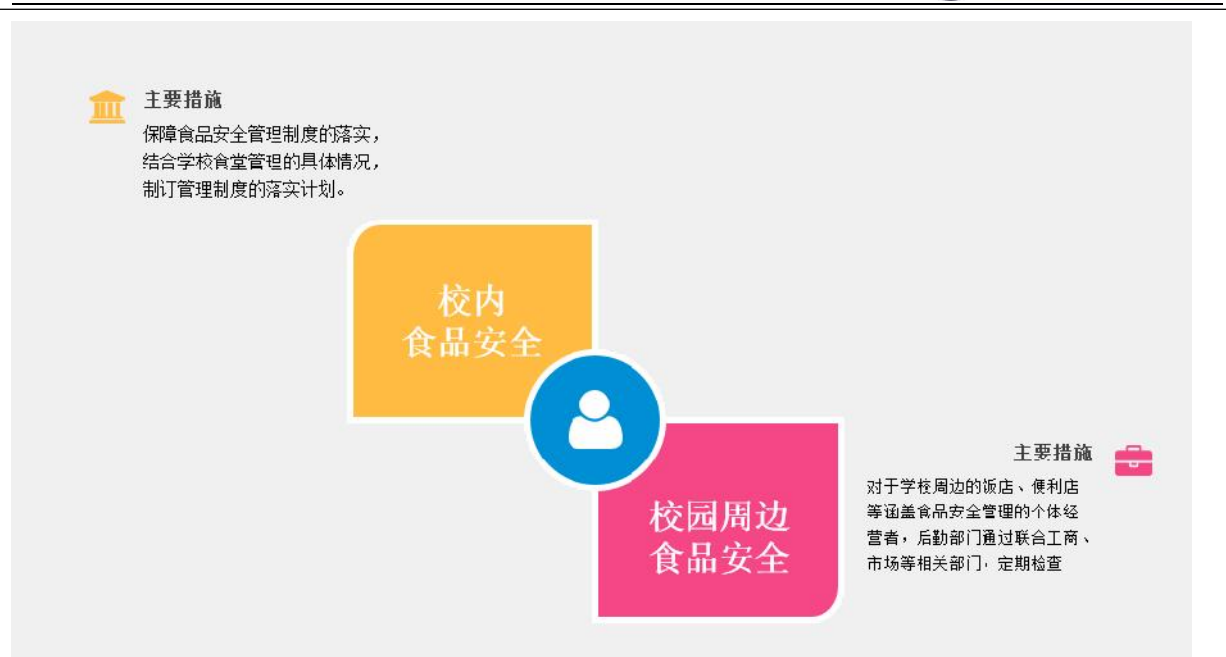 主要措施
保障食品安全管理制度的落实，
结合学校食堂管理的具体情况，
制订管理制度的落实计划。
校内
食品安全
主要措施
对于学校周边的饭店、便利店
等涵盖食品安全管理的个体经
营者，后勤部门通过联合工商、
市场等相关部门，定期检查
校园周边
食品安全